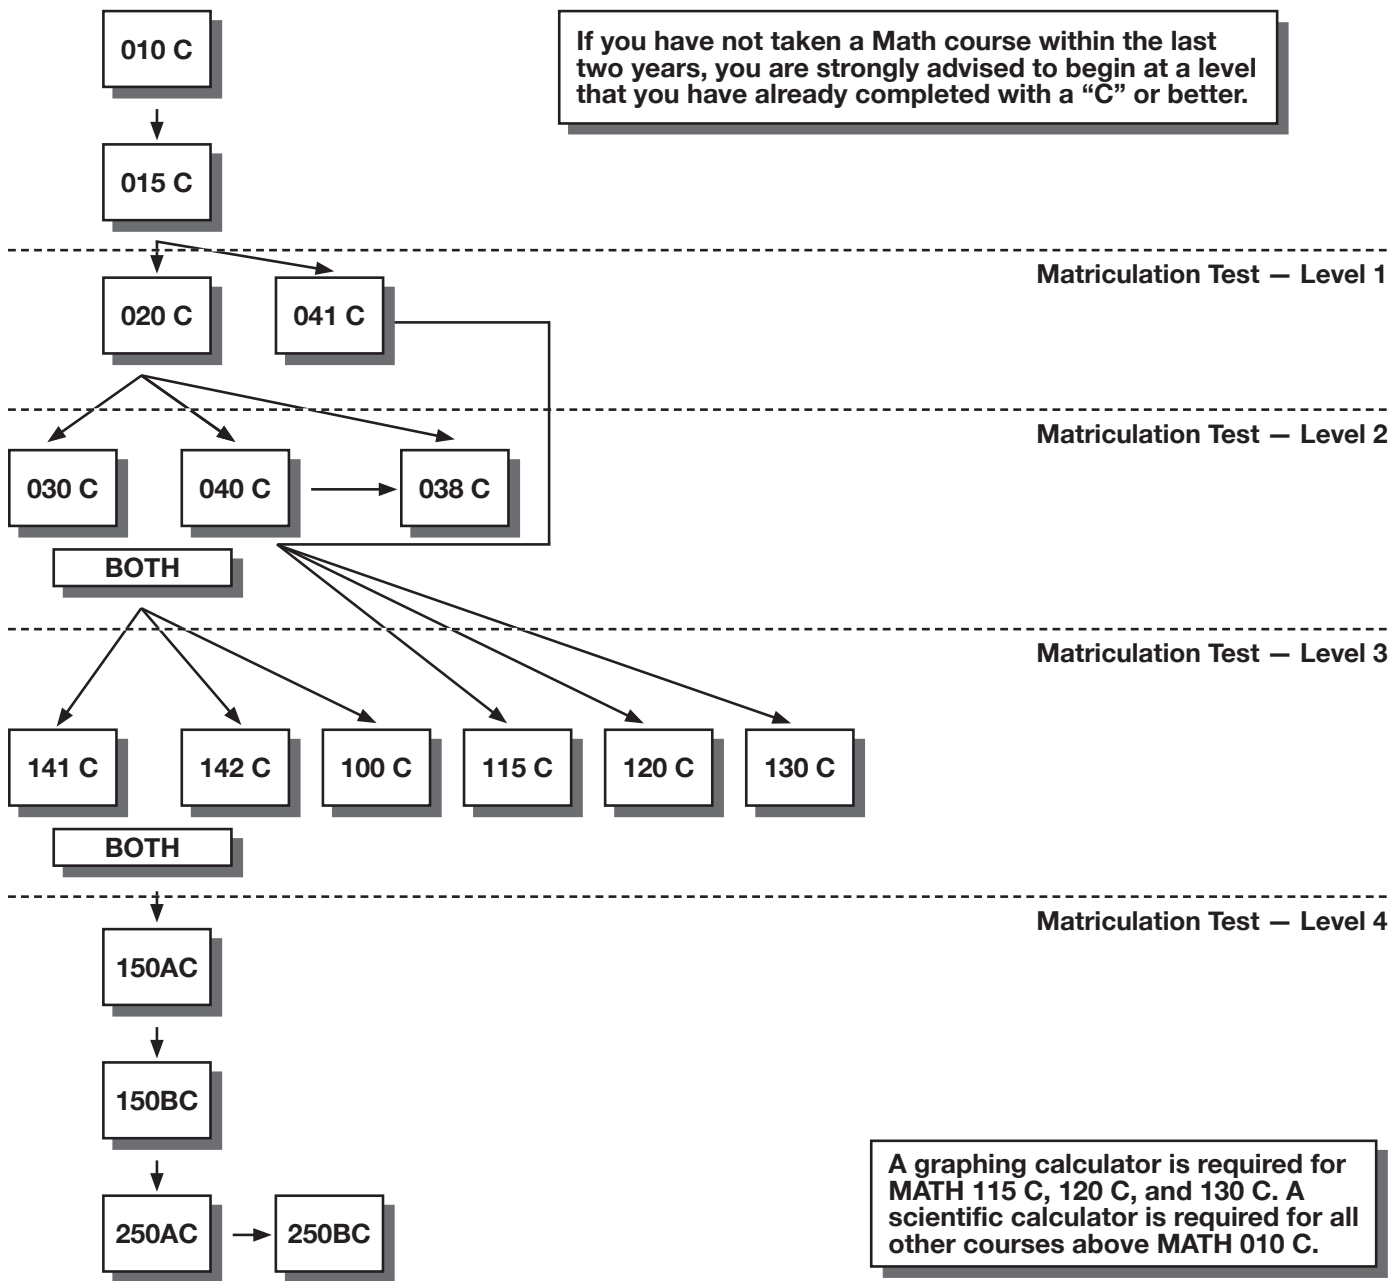 010 C
If you have not taken a Math course within the last
two years, you are strongly advised to begin at a level
that you have already completed with a “C” or better.
015 C
Matriculation Test — Level 1
020 C
041 C
Matriculation Test — Level 2
030 C
040 C
038 C
BOTH
Matriculation Test — Level 3
141 C
142 C
100 C
115 C
120 C
130 C
BOTH
Matriculation Test — Level 4
150AC
150BC
250AC
250BC
A graphing calculator is required for
MATH 115 C, 120 C, and 130 C. A
scientific calculator is required for all
other courses above MATH 010 C.